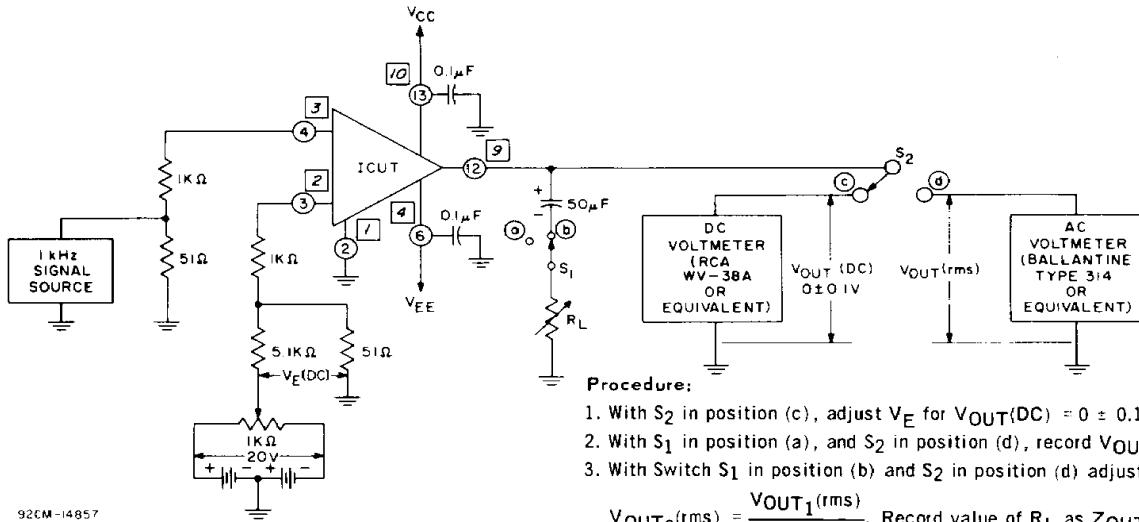 VCC
10
0.1µF
13
3
4
ICUT
9
12
S2
2
3
1KΩ
4
0.1µF
1
2
6
+
50µF
-
a
b
c
d
1 kHz
SIGNAL
SOURCE
51Ω
1KΩ
VEE
S1
RL
DC
VOLTMETER
(RCA
WV-38A
OR
EQUIVALENT)
VOUT (DC)
0±0.1V
VOUT(rms)
AC
VOLTMETER
(BALLANTINE
TYPE 314
OR
EQUIVALENT)
5.1KΩ
51Ω
VE(DC)
1KΩ
20V
+ - + -
Procedure:
1. With S2 in position (c), adjust VE for VOUT(DC) = 0 ± 0.1
2. With S1 in position (a), and S2 in position (d), record
3. With Switch S1 in position (b) and S2 in position (d) adjust
VOUT1(rms)
(rms) = . Record value of RL as
92CM-14857